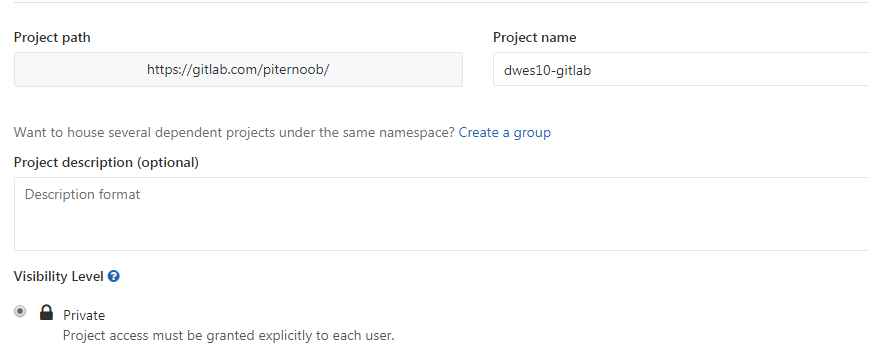 Project path
Project name
https://gitlab.com/piternoob/
dwes10-gitlab
Want to house several dependent projects under the same namespace? Create a group
Project description (optional)
Description format
Visibility Level ?
Private
Project access must be granted explicitly to each user.